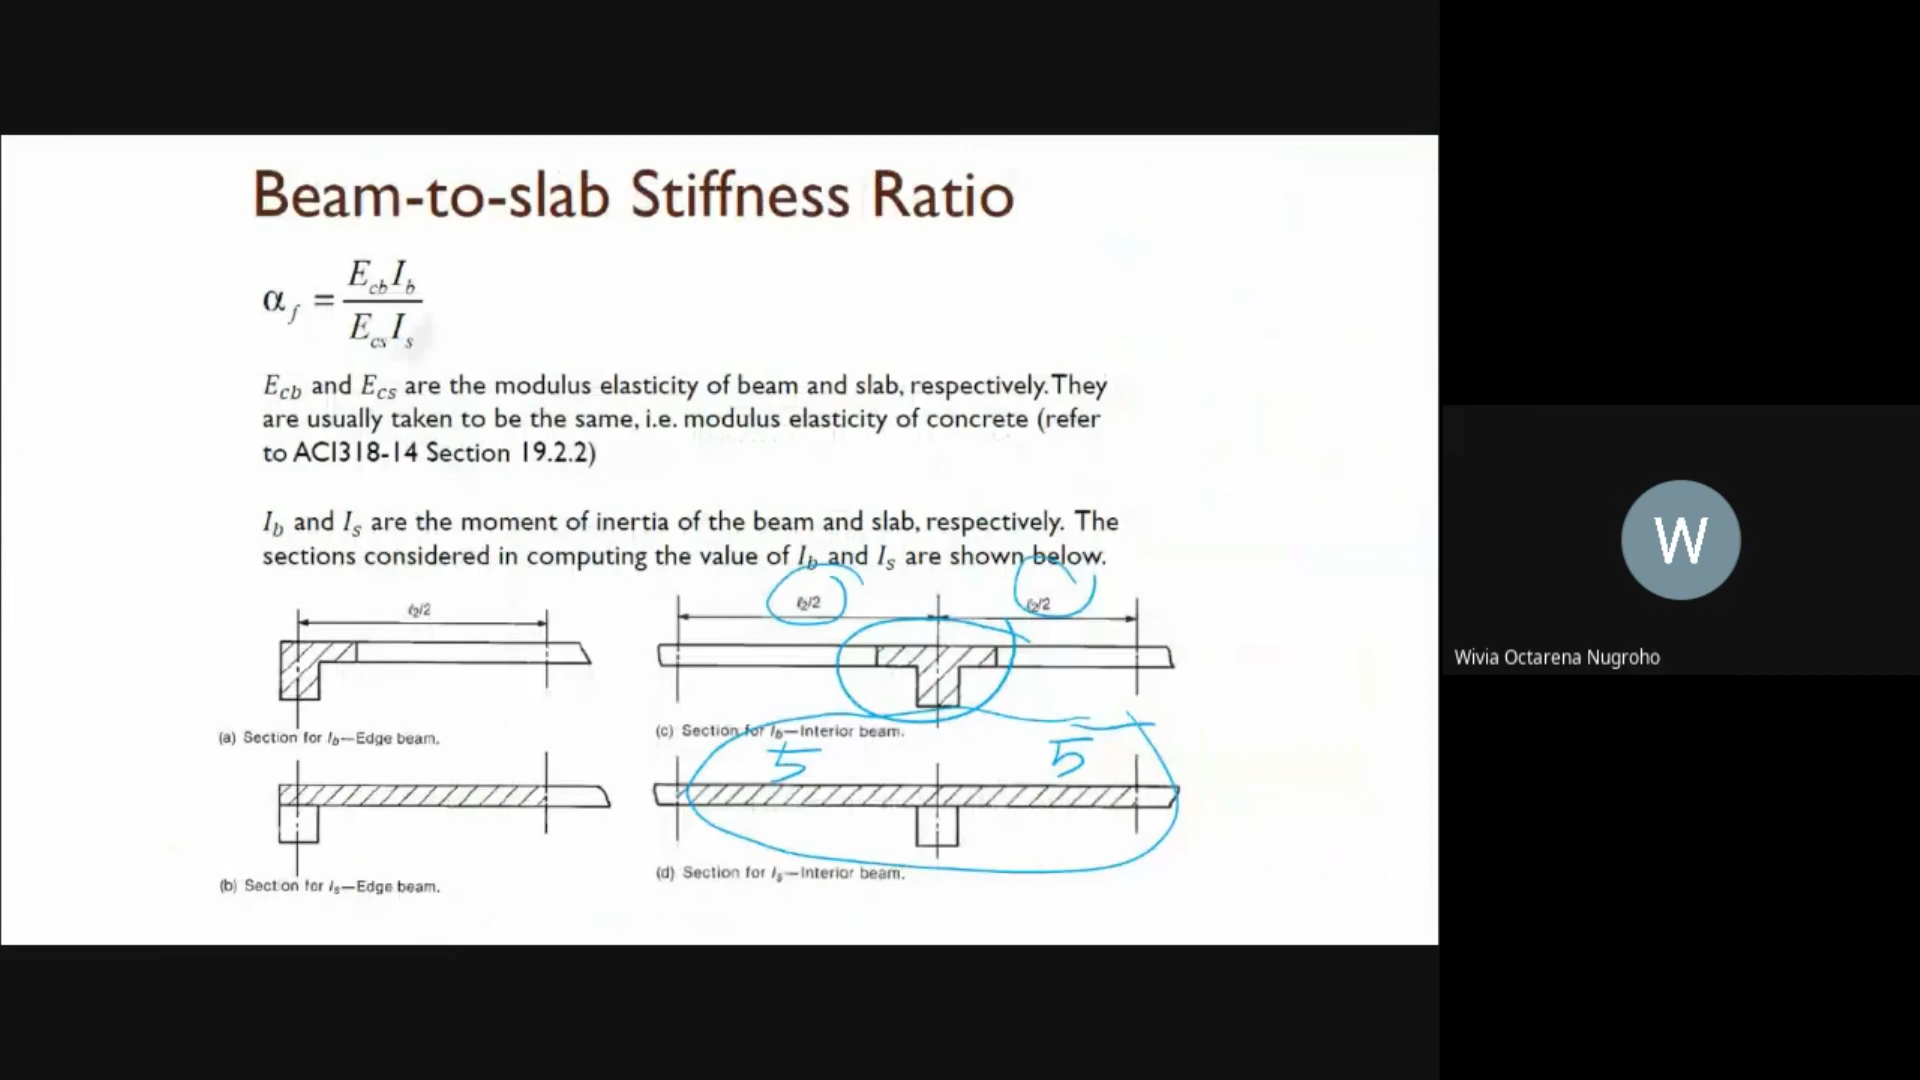 Beam-to-slab Stiffness Ratio
α_f = E_cb I_b / E_cs I_s
E_cb and E_cs are the modulus elasticity of beam and slab, respectively. They
are usually taken to be the same, i.e. modulus elasticity of concrete (refer
to ACI318-14 Section 19.2.2)
I_b and I_s are the moment of inertia of the beam and slab, respectively. The
sections considered in computing the value of I_b and I_s are shown below.
ℓ2/2
ℓ2/2
ℓ2/2
(a) Section for I_b—Edge beam.
(c) Section for I_b—Interior beam.
5
5
(b) Section for I_s—Edge beam.
(d) Section for I_s—Interior beam.
W
Wivia Octarena Nugroho